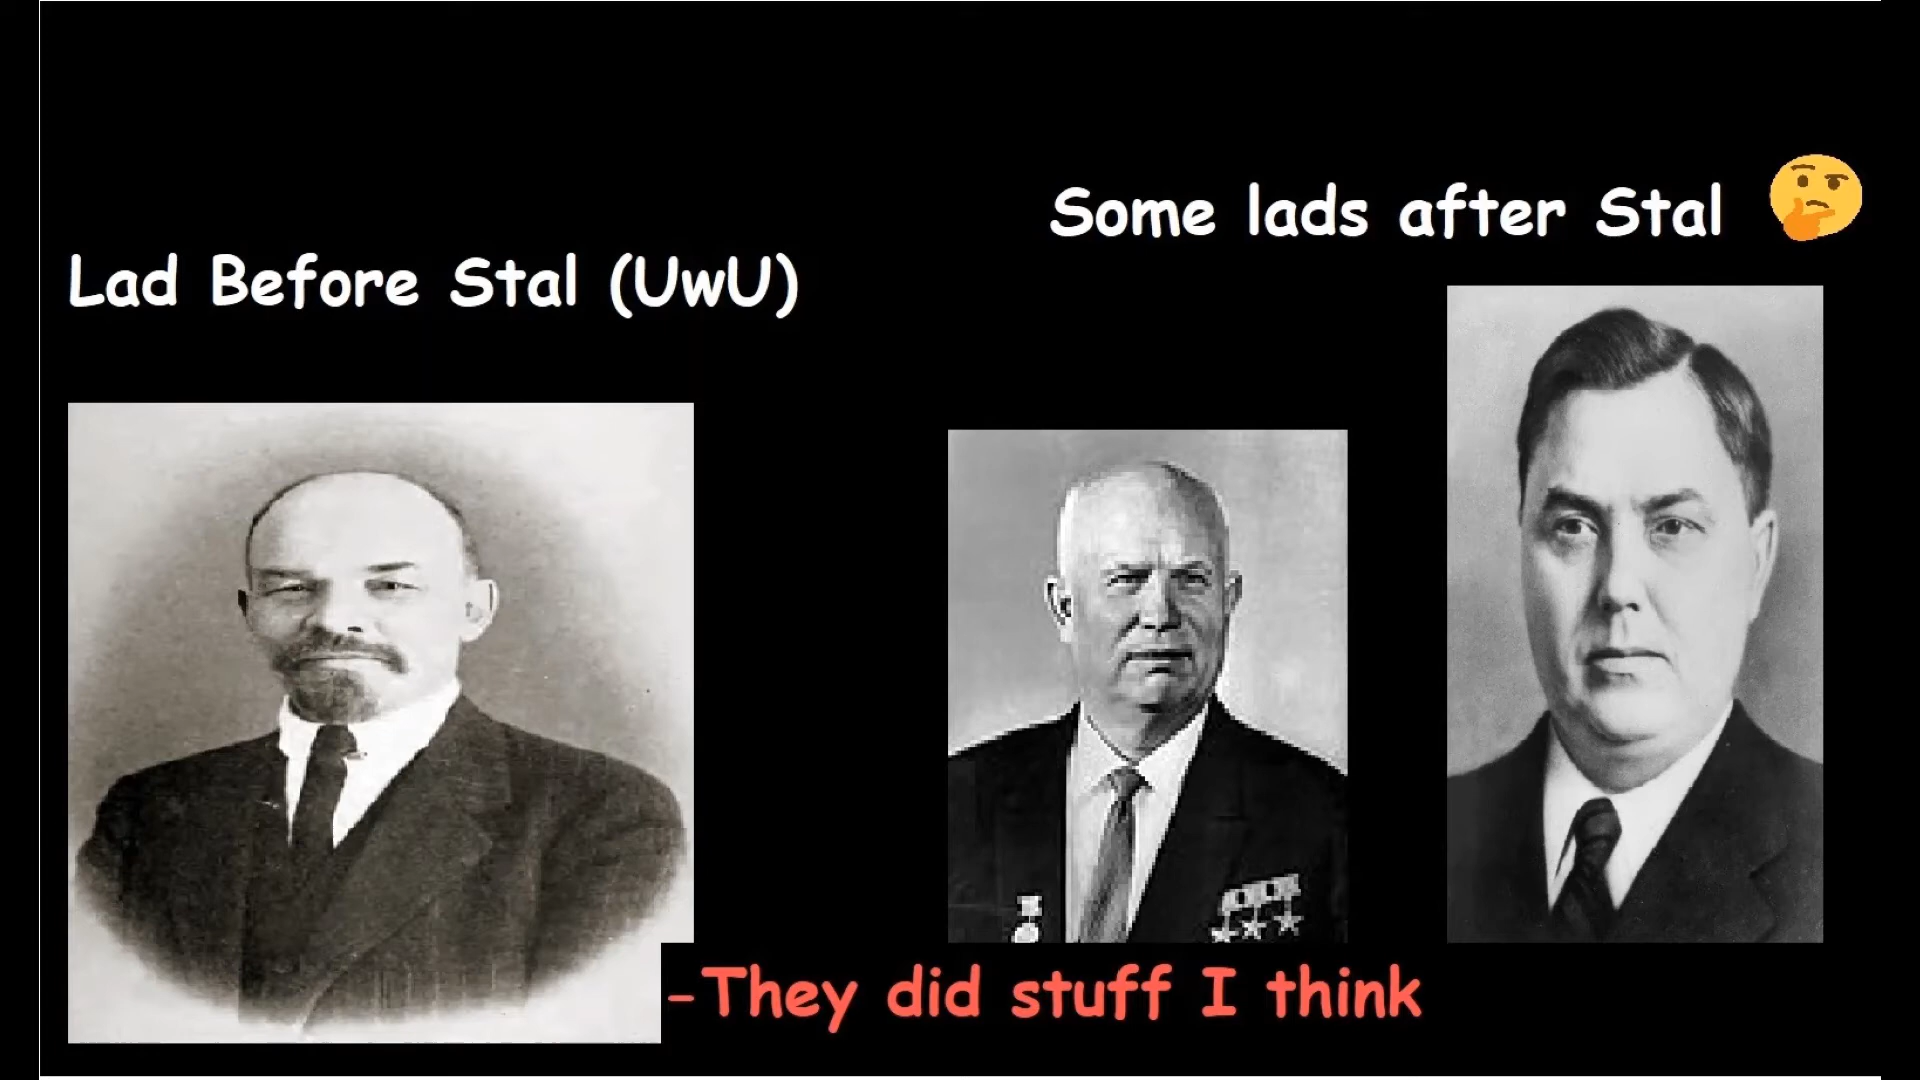 Some lads after Stal
Lad Before Stal (UwU)
-They did stuff I think